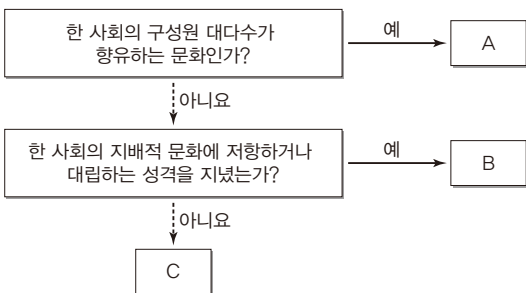 한 사회의 구성원 대다수가
향유하는 문화인가?
예
A
아니요
한 사회의 지배적 문화에 저항하거나
대립하는 성격을 지녔는가?
예
B
아니요
C